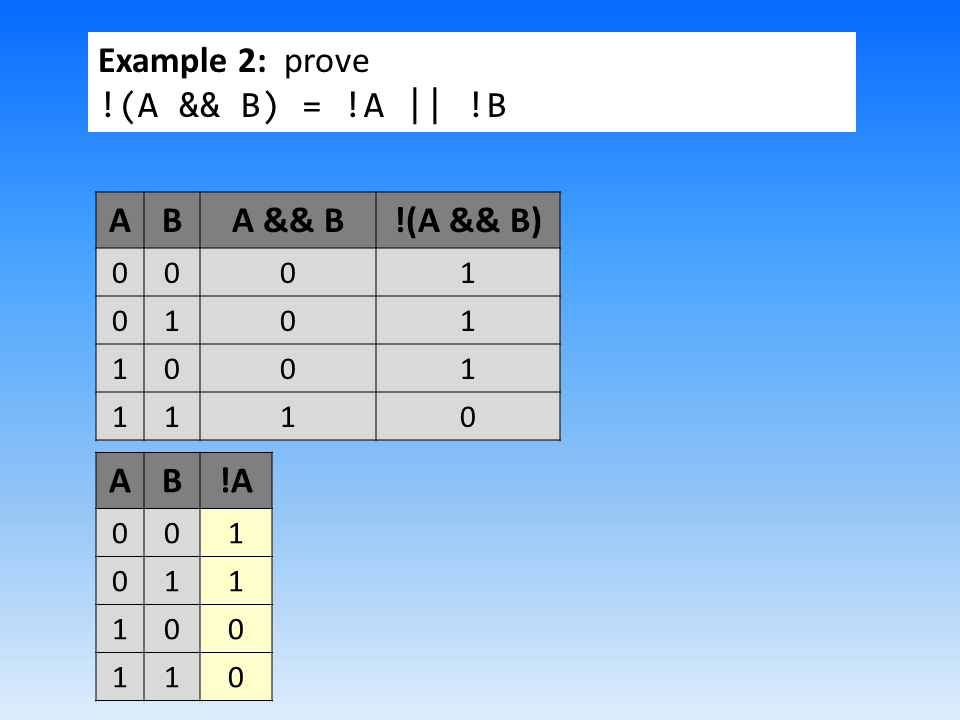 Example 2: prove
!(A && B) = !A || !B
A B A && B !(A && B)
0 0 0 1
0 1 0 1
1 0 0 1
1 1 1 0
A B !A
0 0 1
0 1 1
1 0 0
1 1 0